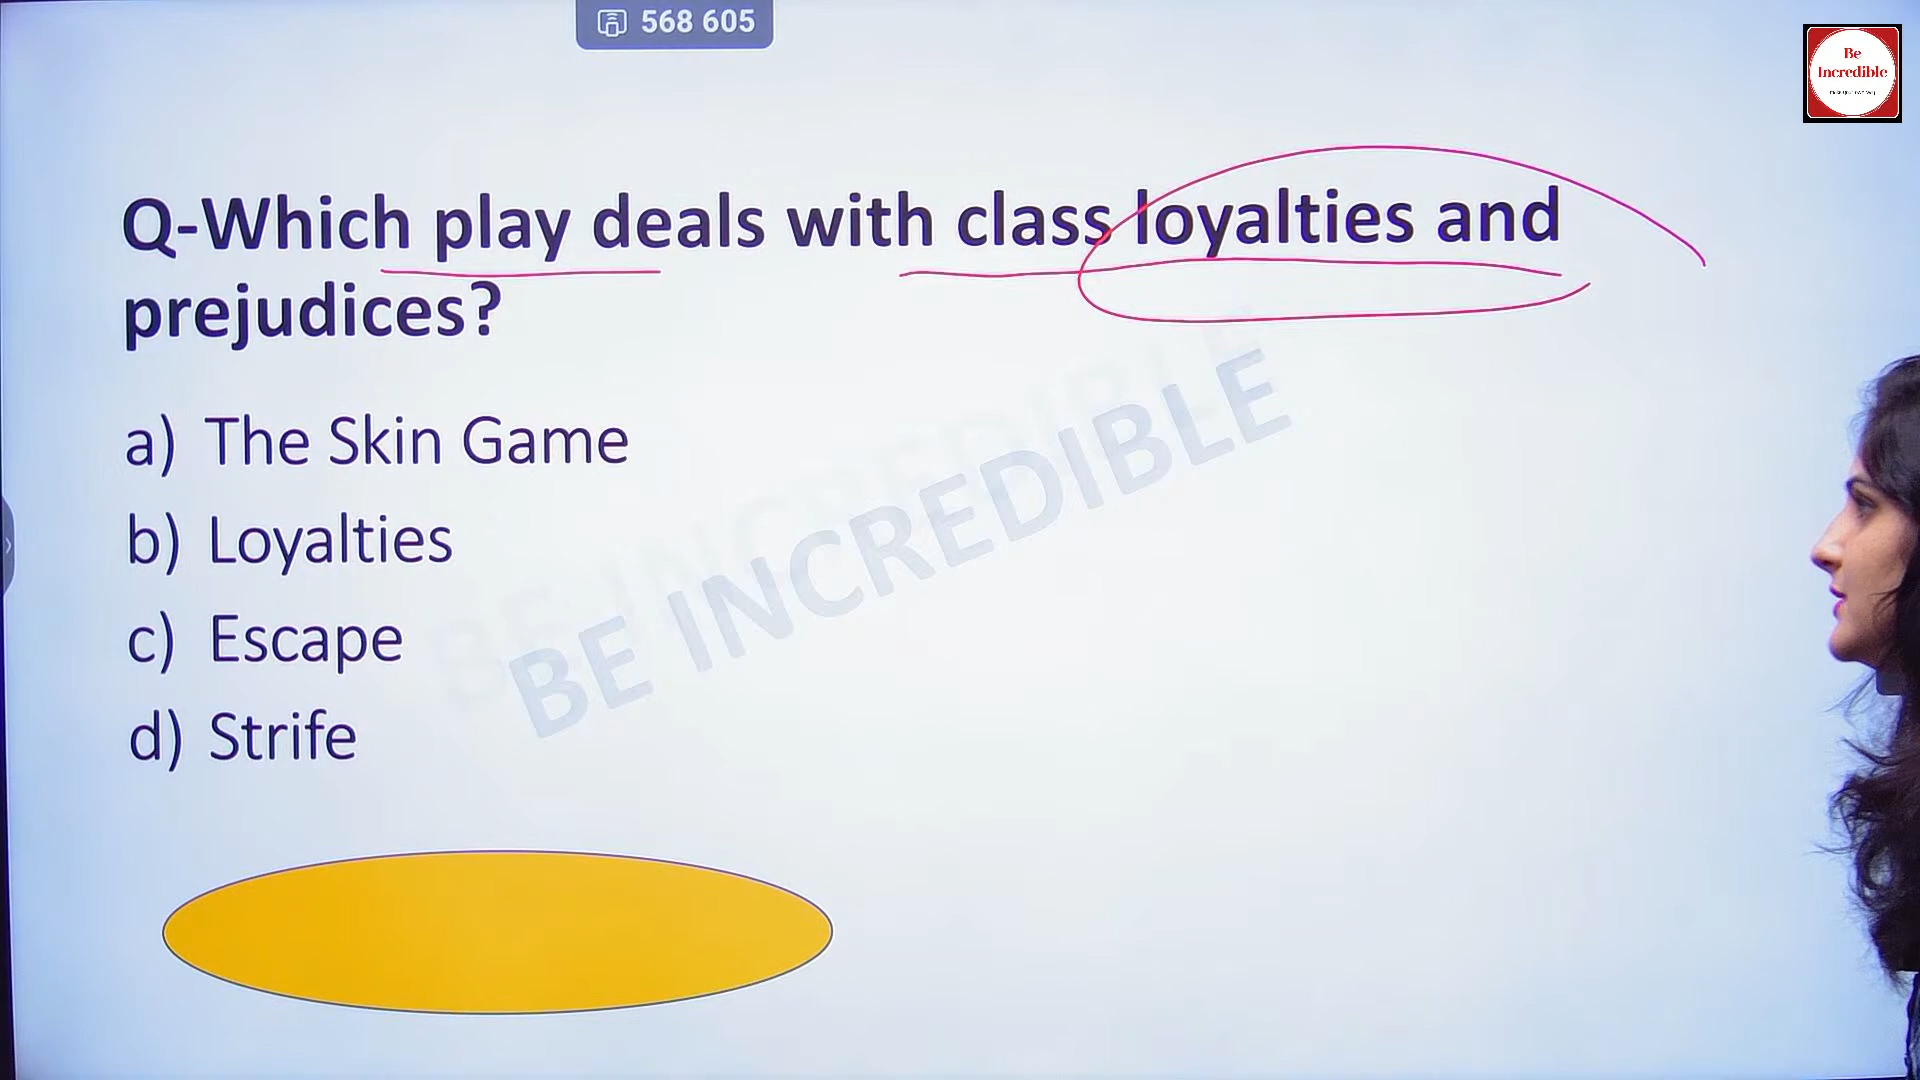 568 605
Be
Incredible
Q-Which play deals with class loyalties and
prejudices?
a) The Skin Game
b) Loyalties
c) Escape
d) Strife
BE INCREDIBLE